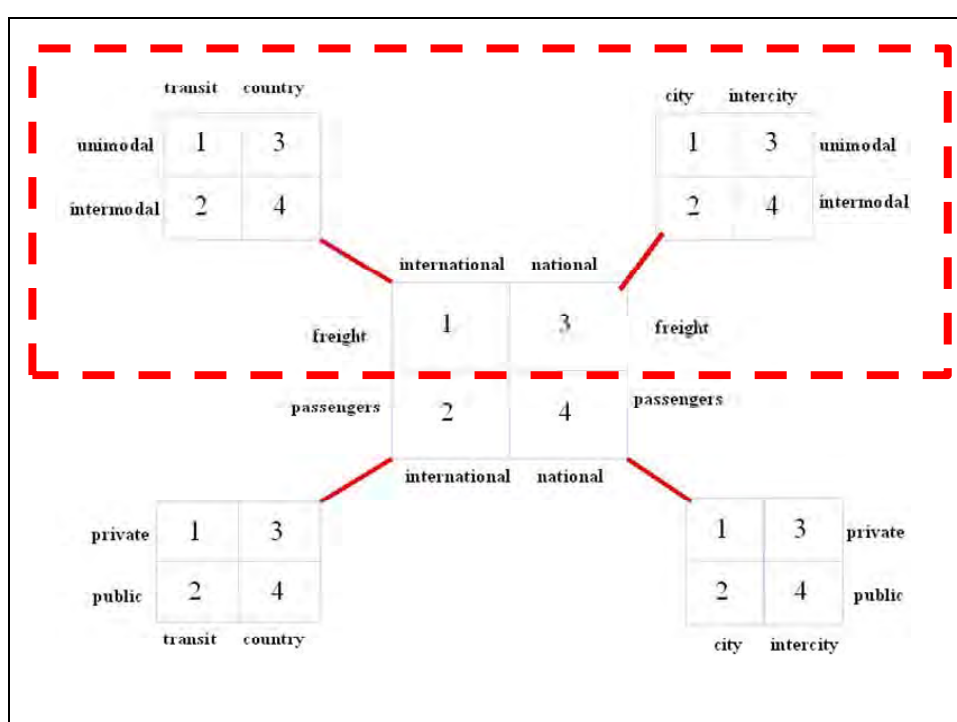 transit country
city intercity
unimodal 1 3
1 3 unimodal
intermodal 2 4
2 4 intermodal
international national
freight 1 3 freight
passengers 2 4 passengers
international national
private 1 3
1 3 private
public 2 4
2 4 public
transit country
city intercity